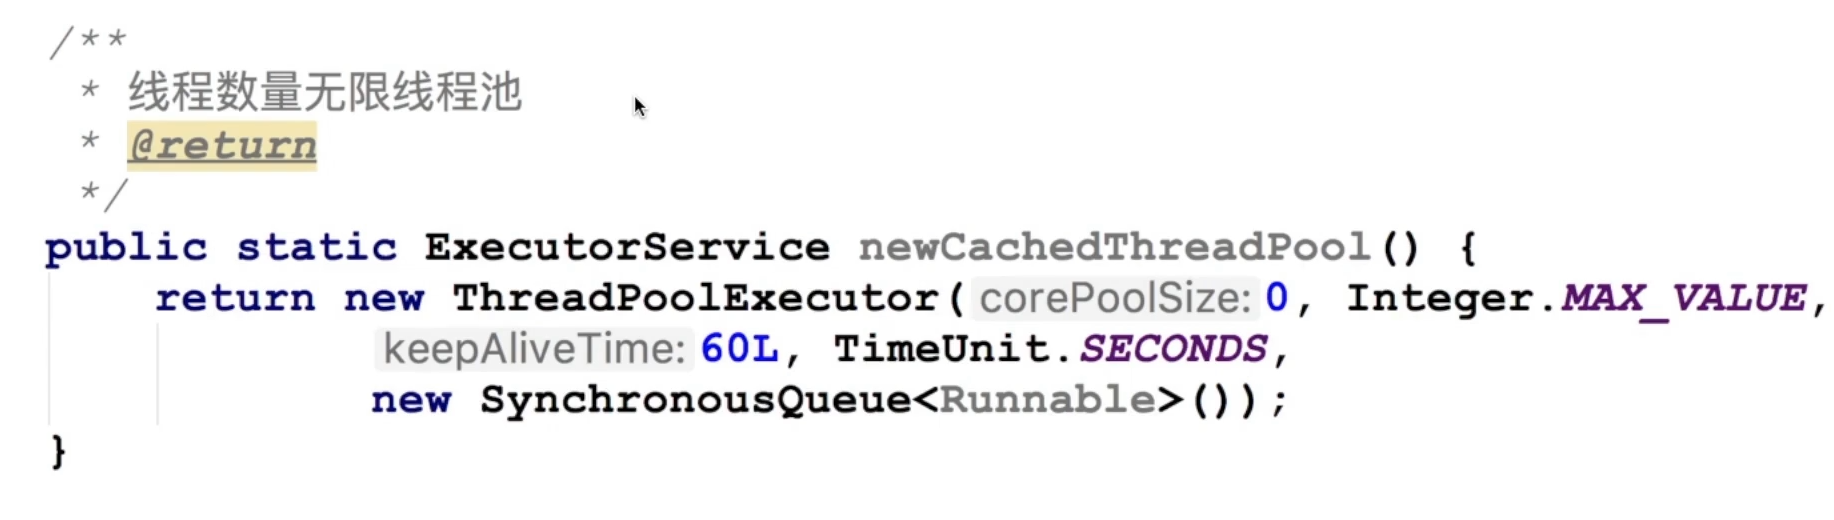 /**
* 线程数量无限线程池
* @return
*/
public static ExecutorService newCachedThreadPool() {
return new ThreadPoolExecutor( corePoolSize: 0, Integer.MAX_VALUE,
keepAliveTime: 60L, TimeUnit.SECONDS,
new SynchronousQueue<Runnable>());
}